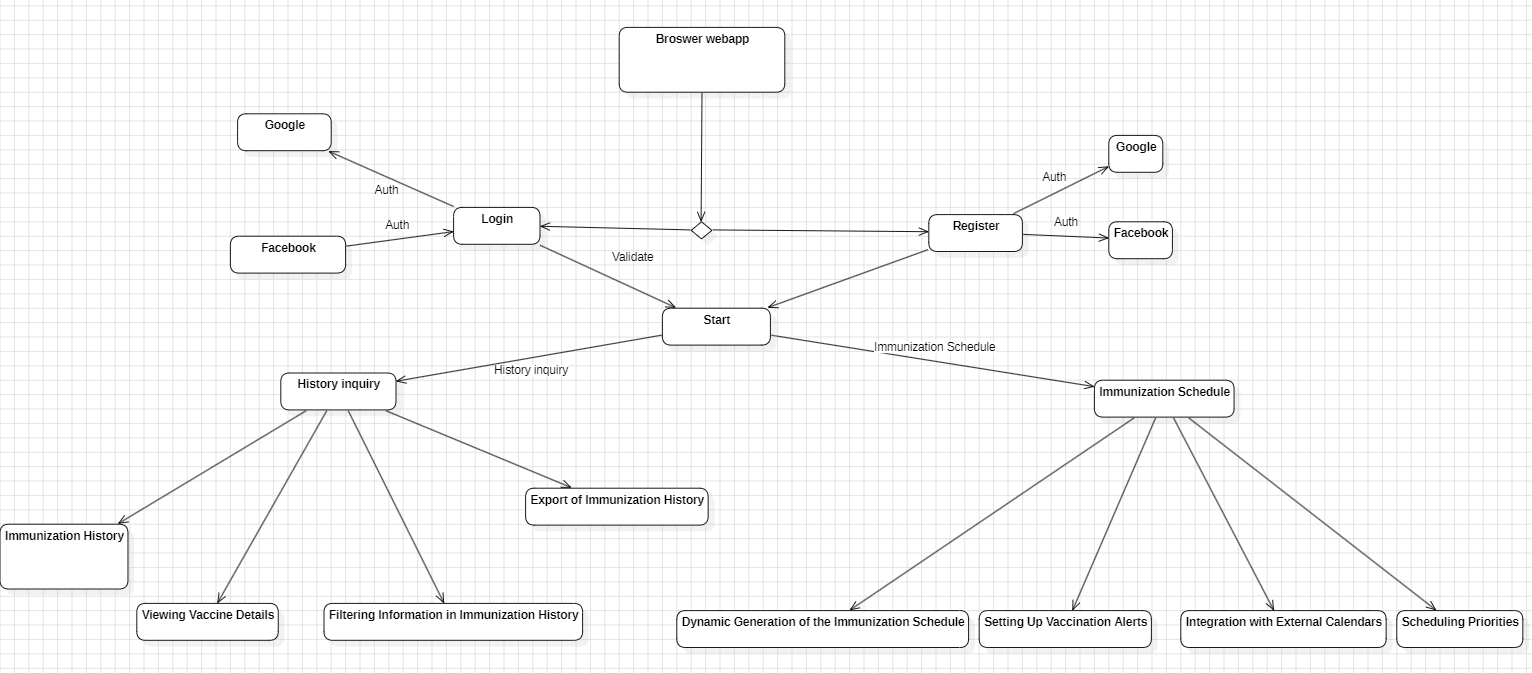 Broswer webapp
Google
Google
Auth
Auth
Login
Auth
Register
Auth
Facebook
Facebook
Validate
Start
Immunization Schedule
History inquiry
History inquiry
Immunization Schedule
Export of Immunization History
Immunization History
Viewing Vaccine Details
Filtering Information in Immunization History
Dynamic Generation of the Immunization Schedule
Setting Up Vaccination Alerts
Integration with External Calendars
Scheduling Priorities